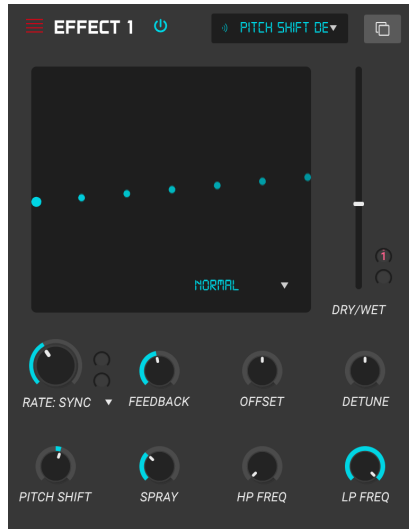 EFFECT 1
PITCH SHIFT DE
NORMAL
1
DRY/WET
RATE: SYNC
FEEDBACK
OFFSET
DETUNE
PITCH SHIFT
SPRAY
HP FREQ
LP FREQ